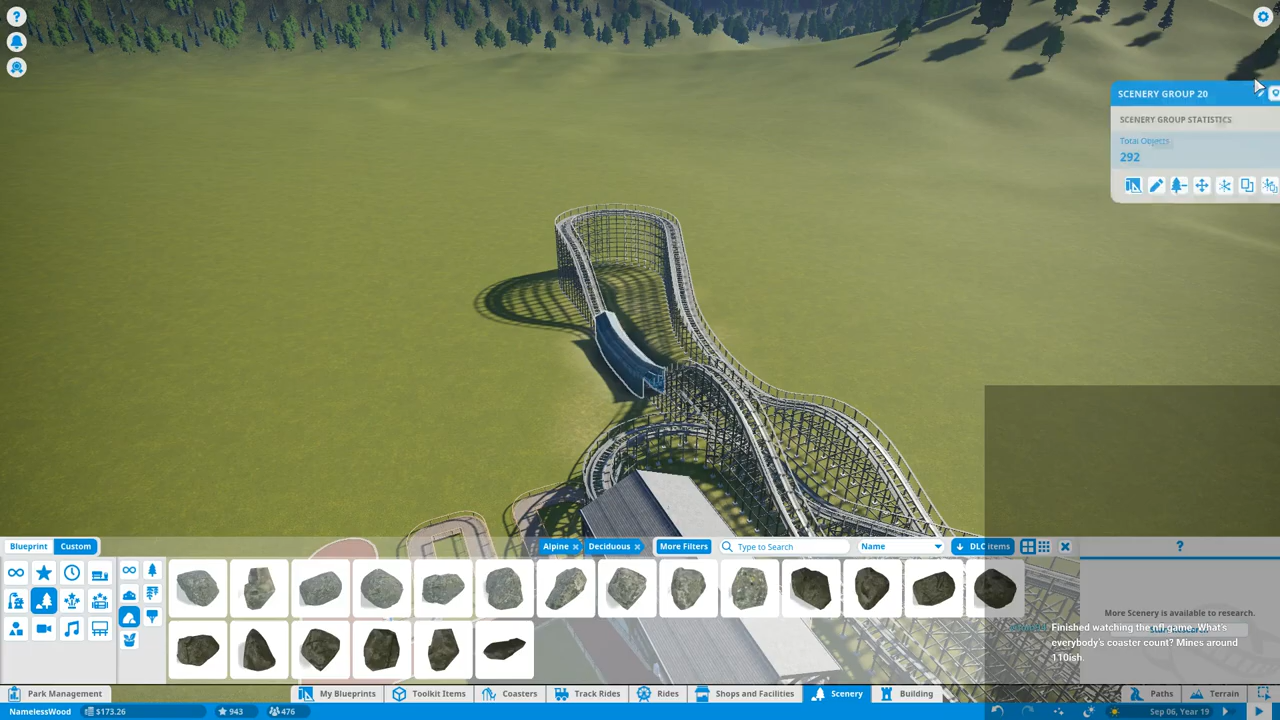 SCENERY GROUP 20
SCENERY GROUP STATISTICS
Total Objects
292
Blueprint
Custom
Alpine
Deciduous
More Filters
Type to Search
Name
DLC items
?
More Scenery is available to research.
Finished watching the nfl game. What's
everybody's coaster count? Mines around
110ish.
Park Management
My Blueprints
Toolkit Items
Coasters
Track Rides
Rides
Shops and Facilities
Scenery
Building
Paths
Terrain
NamelessWood
$173.26
943
476
Sep 06, Year 19